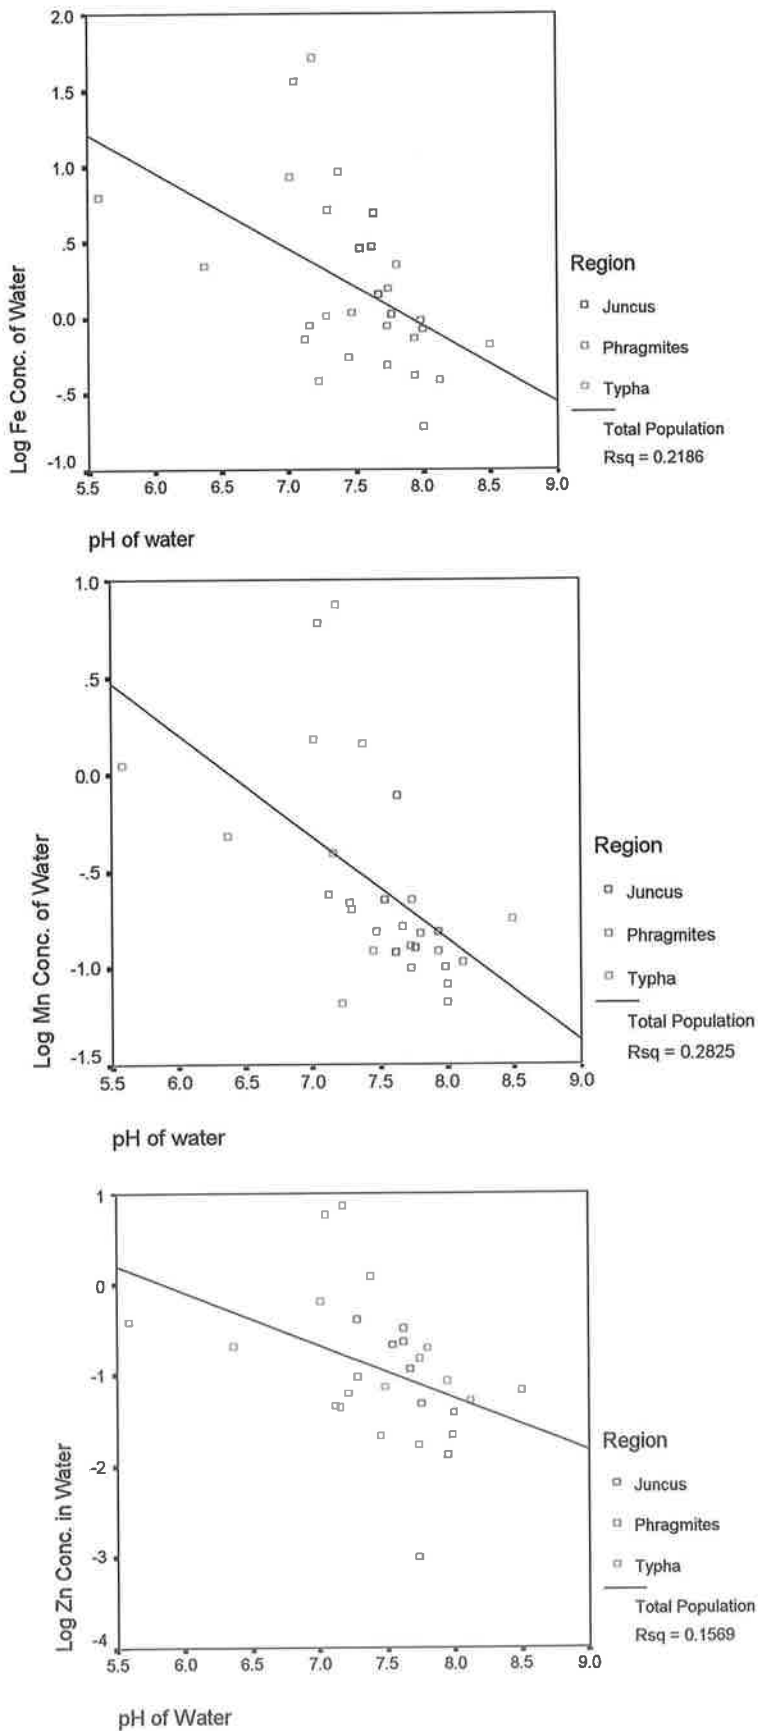 2.0
1.5
1.0
.5
0.0
-.5
-1.0
Log Fe Conc. of Water
5.5 6.0 6.5 7.0 7.5 8.0 8.5 9.0
pH of water
Region
Juncus
Phragmites
Typha
Total Population
Rsq = 0.2186
1.0
.5
0.0
-.5
-1.0
-1.5
Log Mn Conc. of Water
5.5 6.0 6.5 7.0 7.5 8.0 8.5 9.0
pH of water
Region
Juncus
Phragmites
Typha
Total Population
Rsq = 0.2825
1
0
-1
-2
-3
-4
Log Zn Conc. in Water
5.5 6.0 6.5 7.0 7.5 8.0 8.5 9.0
pH of Water
Region
Juncus
Phragmites
Typha
Total Population
Rsq = 0.1569